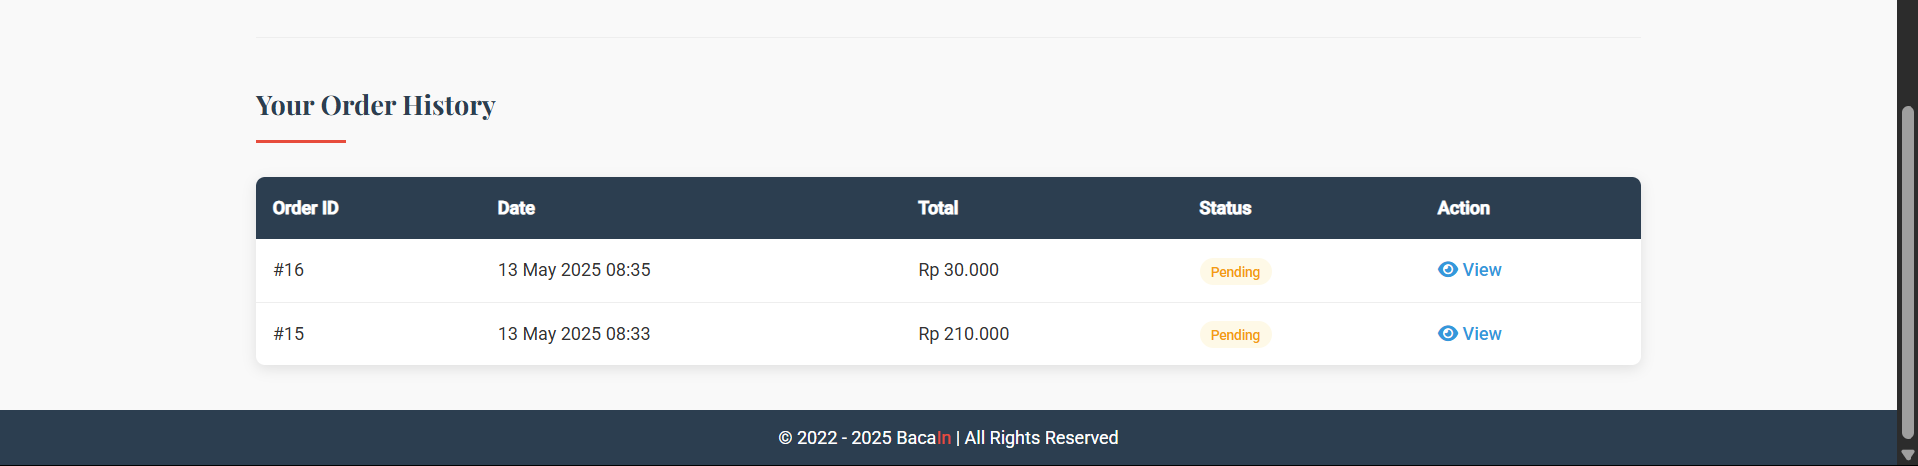 Your Order History
Order ID Date Total Status Action
#16 13 May 2025 08:35 Rp 30.000 Pending View
#15 13 May 2025 08:33 Rp 210.000 Pending View
© 2022 - 2025 BacaIn | All Rights Reserved